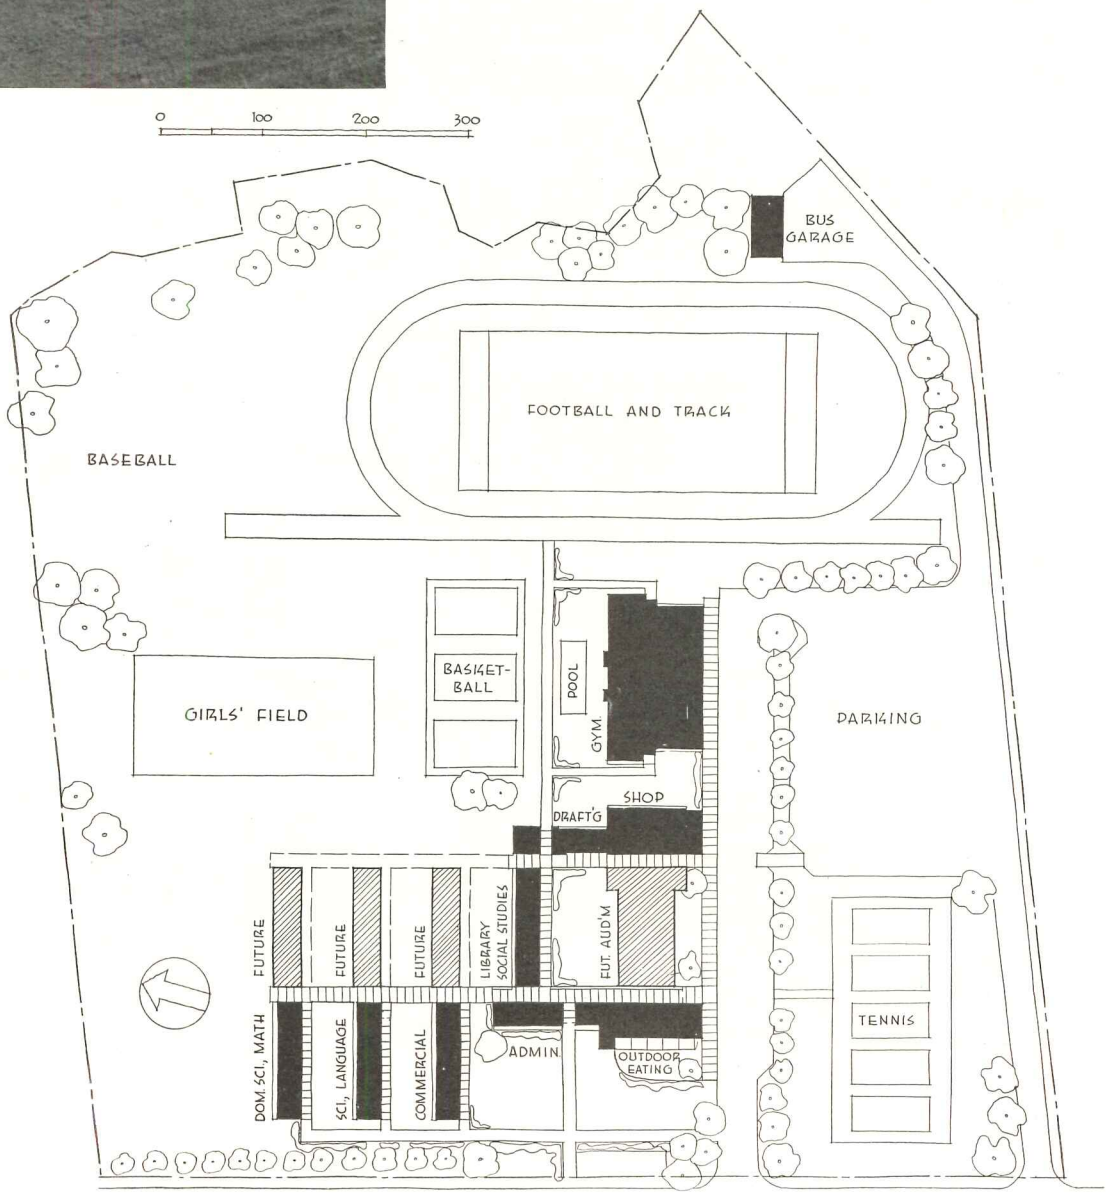 0 100 200 300
BUS
GARAGE
FOOTBALL AND TRACK
BASEBALL
BASKET-
BALL
POOL
GYM.
GIRLS' FIELD
PARKING
SHOP
DRAFT'G
FUTURE
FUTURE
FUTURE
LIBRARY
SOCIAL STUDIES
FUT. AUD'M
DOM. SCI, MATH
SCI., LANGUAGE
COMMERCIAL
ADMIN.
OUTDOOR
EATING
TENNIS